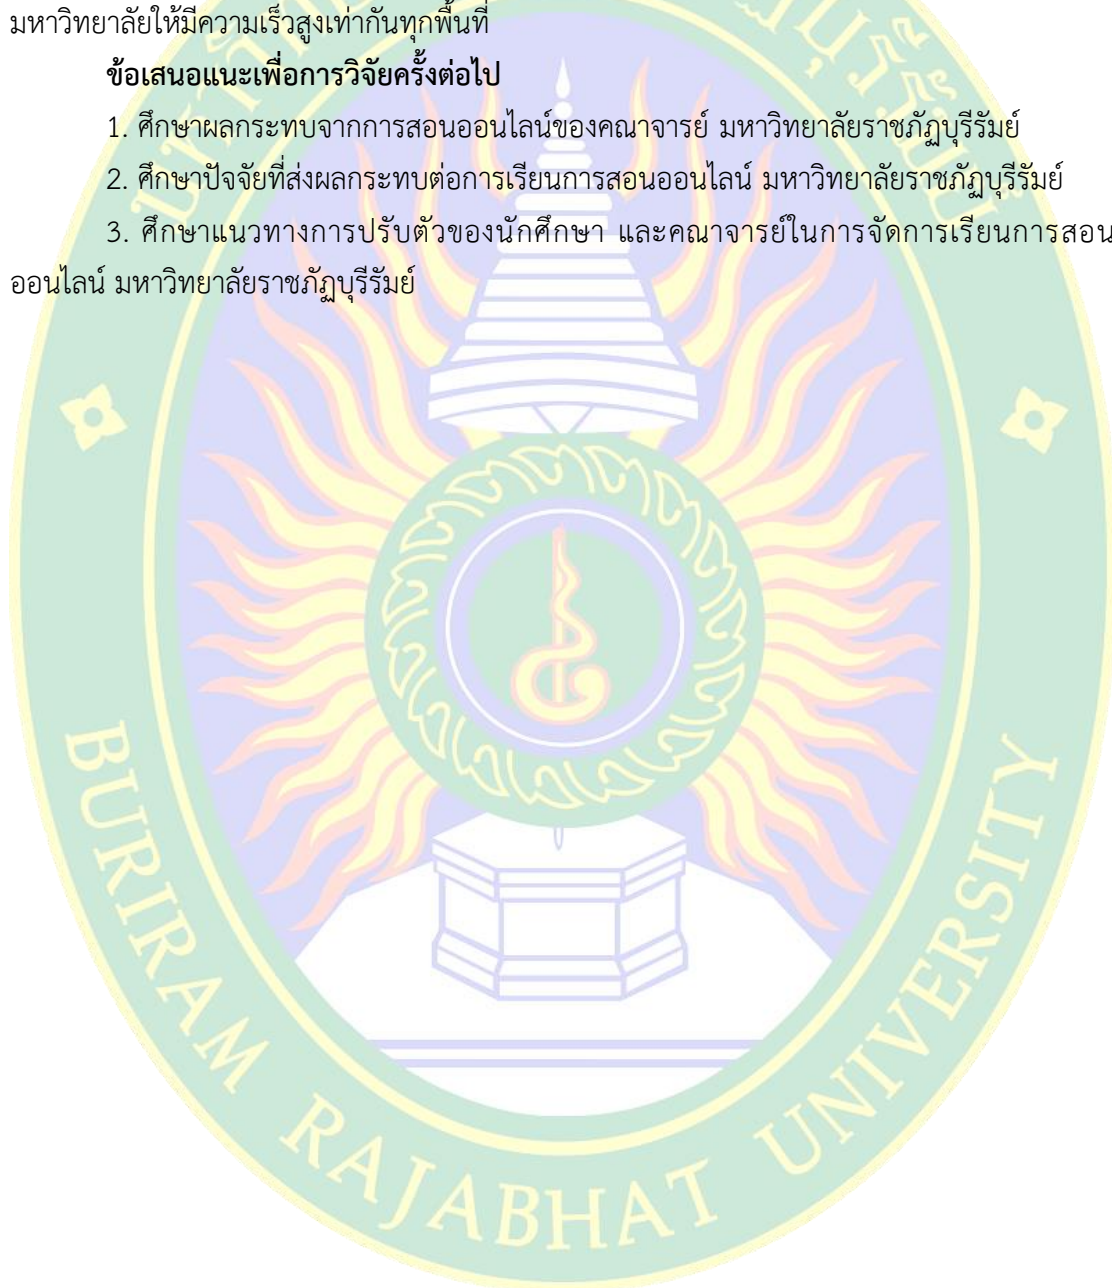 มหาวิทยาลัยให้มีความเร็วสูงเท่ากันทุกพื้นที่
ข้อเสนอแนะเพื่อการวิจัยครั้งต่อไป
1. ศึกษาผลกระทบจากการสอนออนไลน์ของคณาจารย์ มหาวิทยาลัยราชภัฏบุรีรัมย์
2. ศึกษาปัจจัยที่ส่งผลกระทบต่อการเรียนการสอนออนไลน์ มหาวิทยาลัยราชภัฏบุรีรัมย์
3. ศึกษาแนวทางการปรับตัวของนักศึกษา และคณาจารย์ในการจัดการเรียนการสอน
ออนไลน์ มหาวิทยาลัยราชภัฏบุรีรัมย์
BURIRAM RAJABHAT UNIVERSITY